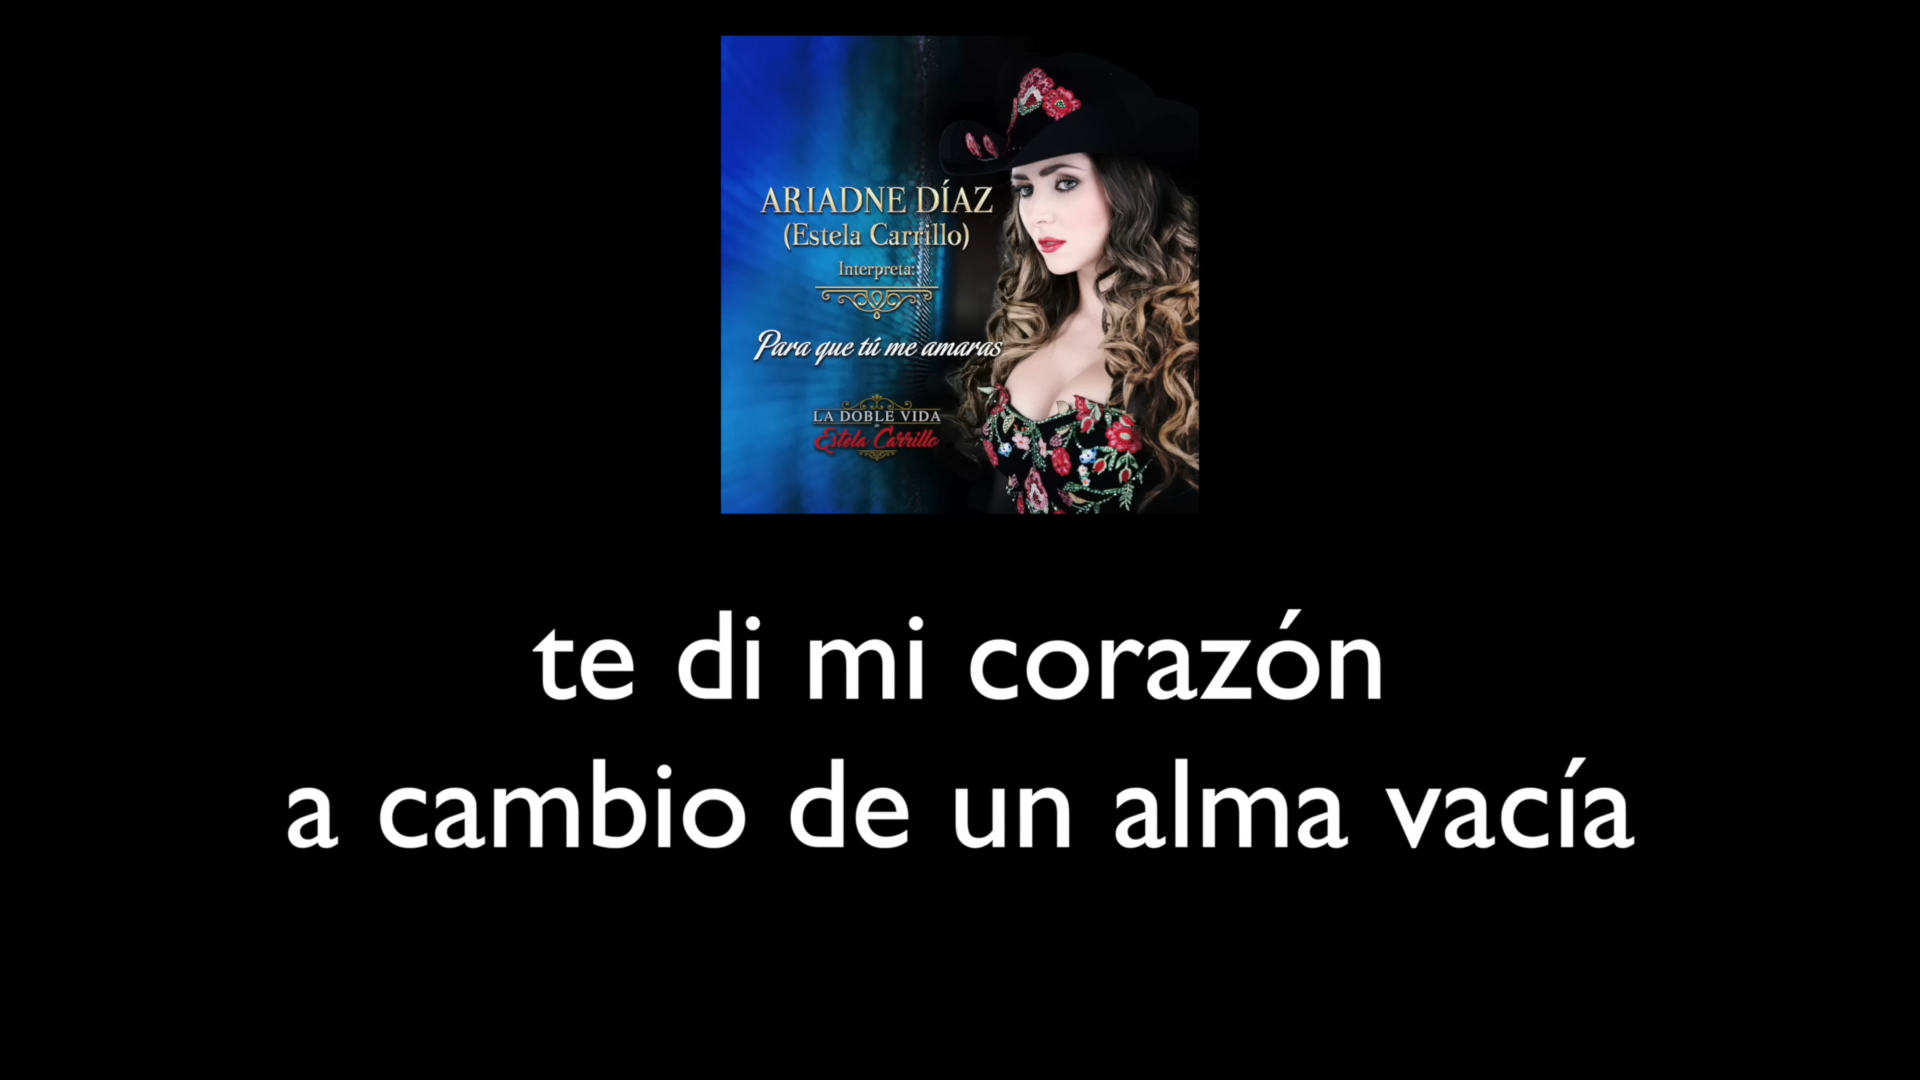 ARIADNE DÍAZ
(Estela Carrillo)
Interpreta:
Para que tú me amaras
LA DOBLE VIDA
de
Estela Carrillo
te di mi corazón
a cambio de un alma vacía